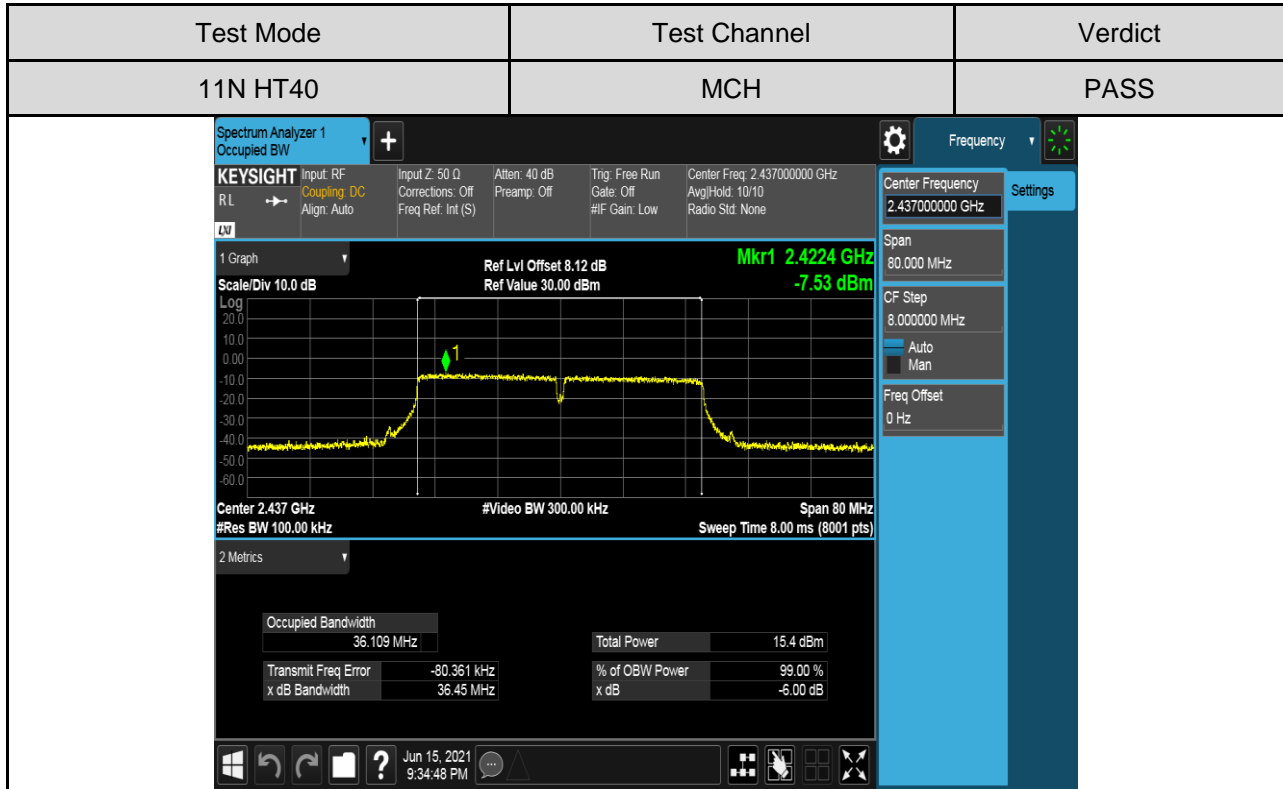 Test Mode Test Channel Verdict
11N HT40 MCH PASS
Spectrum Analyzer 1
Occupied BW
+
Frequency
KEYSIGHT Input: RF Input Z: 50 Ω Atten: 40 dB Trig: Free Run Center Freq: 2.437000000 GHz
RL Coupling: DC Corrections: Off Preamp: Off Gate: Off Avg|Hold: 10/10
Align: Auto Freq Ref: Int (S) #IF Gain: Low Radio Std: None
LXI
Center Frequency
2.437000000 GHz
Settings
Span
80.000 MHz
CF Step
8.000000 MHz
Auto
Man
Freq Offset
0 Hz
1 Graph Ref Lvl Offset 8.12 dB Mkr1 2.4224 GHz
Scale/Div 10.0 dB Ref Value 30.00 dBm -7.53 dBm
Log
20.0
10.0
0.00
-10.0
-20.0
-30.0
-40.0
-50.0
-60.0
1
Center 2.437 GHz #Video BW 300.00 kHz Span 80 MHz
#Res BW 100.00 kHz Sweep Time 8.00 ms (8001 pts)
2 Metrics
Occupied Bandwidth
36.109 MHz Total Power 15.4 dBm
Transmit Freq Error -80.361 kHz % of OBW Power 99.00 %
x dB Bandwidth 36.45 MHz x dB -6.00 dB
? Jun 15, 2021
9:34:48 PM